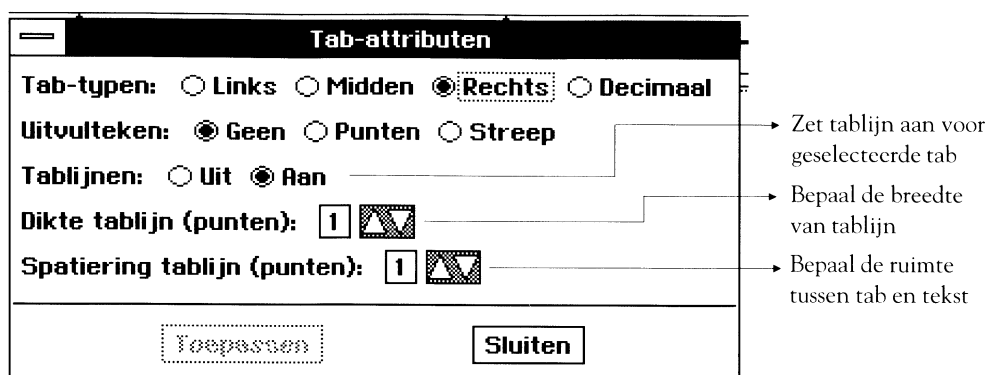 Tab-attributen
Tab-typen: Links Midden Rechts Decimaal
Uitvulteken: Geen Punten Streep
Tablijnen: Uit Aan
Dikte tablijn (punten): 1
Spatiering tablijn (punten): 1
Toepassen Sluiten
Zet tablijn aan voor
geselecteerde tab
Bepaal de breedte
van tablijn
Bepaal de ruimte
tussen tab en tekst